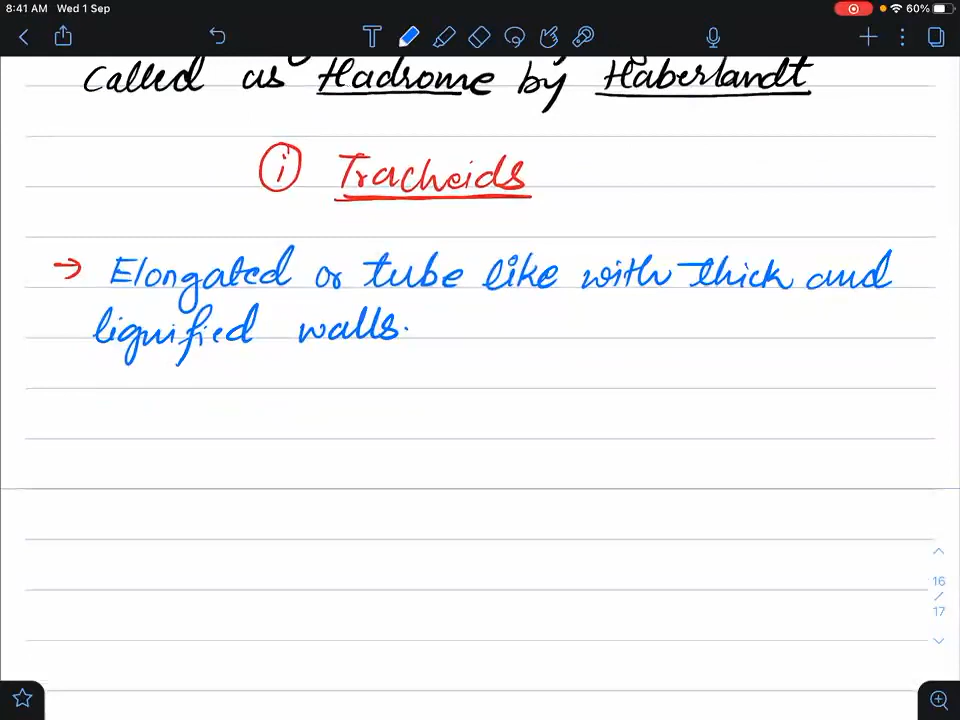 8:41 AM Wed 1 Sep
60%
Called as Hadrome by Haberlandt
i Tracheids
→ Elongated or tube like with thick and
lignified walls.
16
/
17